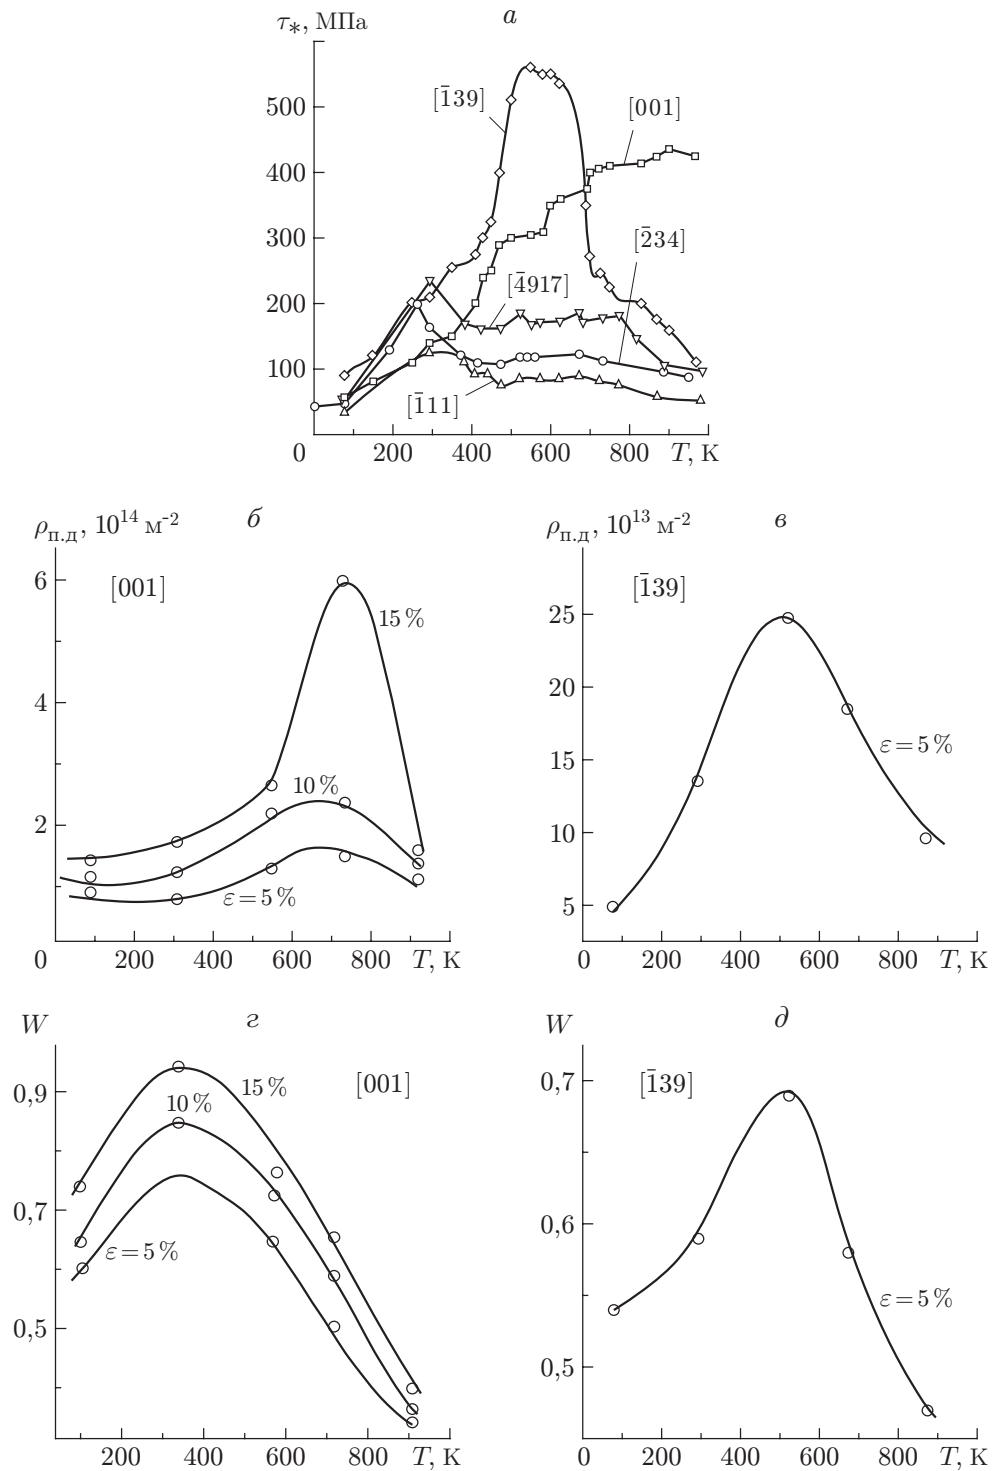 τ*, МПа
а
500
400
300
200
100
0
200
400
600
800
T, К
[1̄39]
[001]
[2̄34]
[4̄917]
[1̄11]
ρп.д, 10¹⁴ м⁻²
б
[001]
6
4
2
15 %
10 %
ε = 5 %
0
200
400
600
800
T, К
ρп.д, 10¹³ м⁻²
в
[1̄39]
25
20
15
10
5
ε = 5 %
0
200
400
600
800
T, К
W
г
[001]
0,9
0,7
0,5
15 %
10 %
ε = 5 %
200
400
600
800
T, К
W
д
[1̄39]
0,7
0,6
0,5
ε = 5 %
0
200
400
600
800
T, К